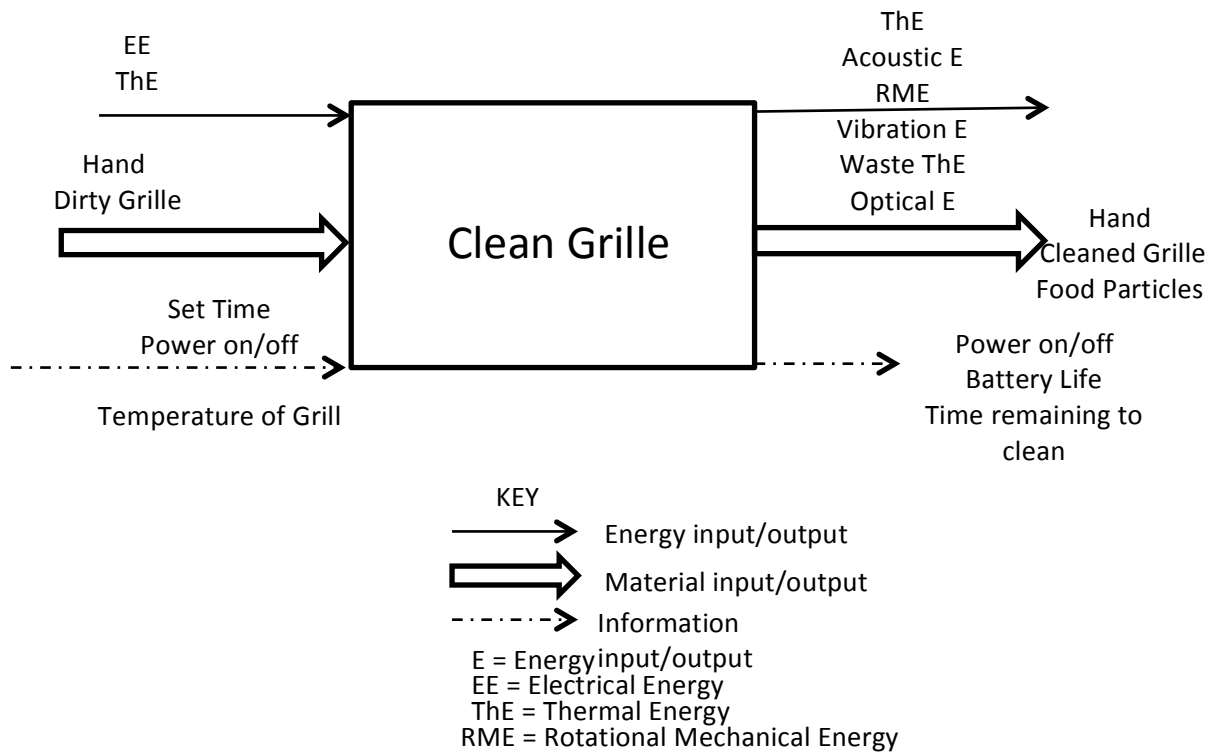 EE
ThE
Hand
Dirty Grille
Set Time
Power on/off
Temperature of Grill
Clean Grille
ThE
Acoustic E
RME
Vibration E
Waste ThE
Optical E
Hand
Cleaned Grille
Food Particles
Power on/off
Battery Life
Time remaining to
clean
KEY
Energy input/output
Material input/output
Information
input/output
E = Energy
EE = Electrical Energy
ThE = Thermal Energy
RME = Rotational Mechanical Energy